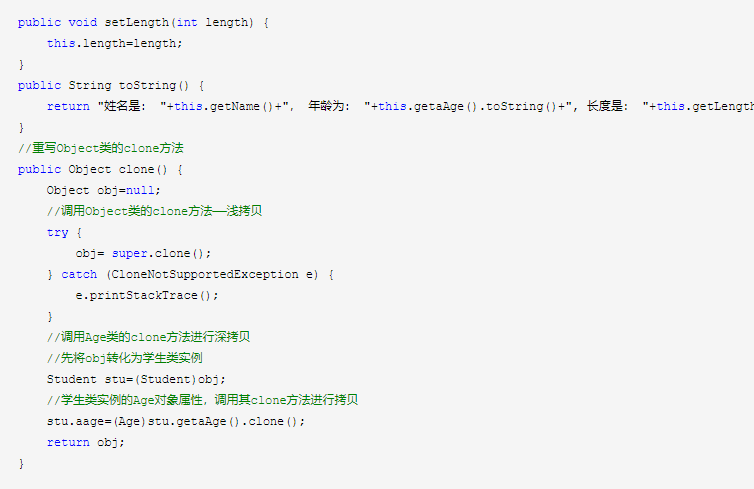 public void setLength(int length) {
    this.length=length;
}
public String toString() {
    return "姓名是： "+this.getName()+"， 年龄为： "+this.getaAge().toString()+", 长度是： "+this.getLength
}
//重写Object类的clone方法
public Object clone() {
    Object obj=null;
    //调用Object类的clone方法——浅拷贝
    try {
        obj= super.clone();
    } catch (CloneNotSupportedException e) {
        e.printStackTrace();
    }
    //调用Age类的clone方法进行深拷贝
    //先将obj转化为学生类实例
    Student stu=(Student)obj;
    //学生类实例的Age对象属性，调用其clone方法进行拷贝
    stu.aage=(Age)stu.getaAge().clone();
    return obj;
}